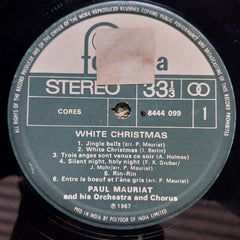 STEREO 33⅓
CORES
6444 099
1
WHITE CHRISTMAS
1. Jingle bells (arr. P. Mauriat)
2. White Christmas (I. Berlin)
3. Trois anges sont venus ce soir (A. Holmes)
4. Silent night, holy night (F. X. Gruber/
J. Mohr/arr. P. Mauriat)
5. Rin-Rin
6. Entre le boeuf et l'âne gris (arr. P. Mauriat)
PAUL MAURIAT
and his Orchestra and Chorus
℗ 1967
MADE IN INDIA BY POLYDOR OF INDIA LIMITED
ALL RIGHTS OF THE RECORD PRODUCER AND OF THE OWNER OF THE WORK REPRODUCED RESERVED
COPYING, PUBLIC PERFORMANCE AND BROADCASTING OF THIS RECORD PROHIBITED